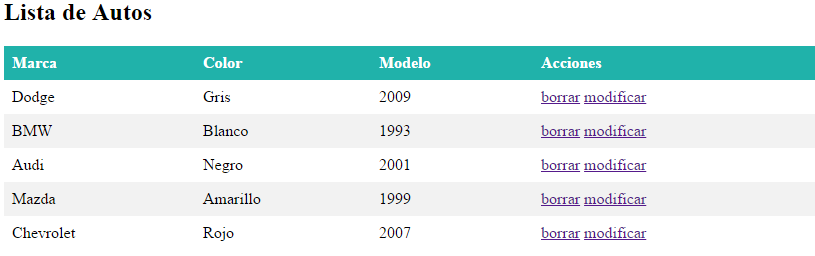 Lista de Autos
Marca Color Modelo Acciones
Dodge Gris 2009 borrar modificar
BMW Blanco 1993 borrar modificar
Audi Negro 2001 borrar modificar
Mazda Amarillo 1999 borrar modificar
Chevrolet Rojo 2007 borrar modificar